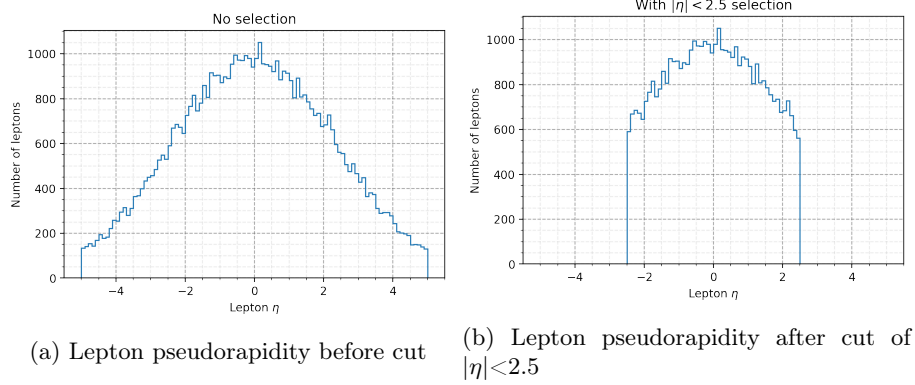 No selection
Number of leptons
1000
800
600
400
200
0
−4 −2 0 2 4
Lepton η
(a) Lepton pseudorapidity before cut
With |η| < 2.5 selection
Number of leptons
1000
800
600
400
200
0
−4 −2 0 2 4
Lepton η
(b) Lepton pseudorapidity after cut of
|η|<2.5